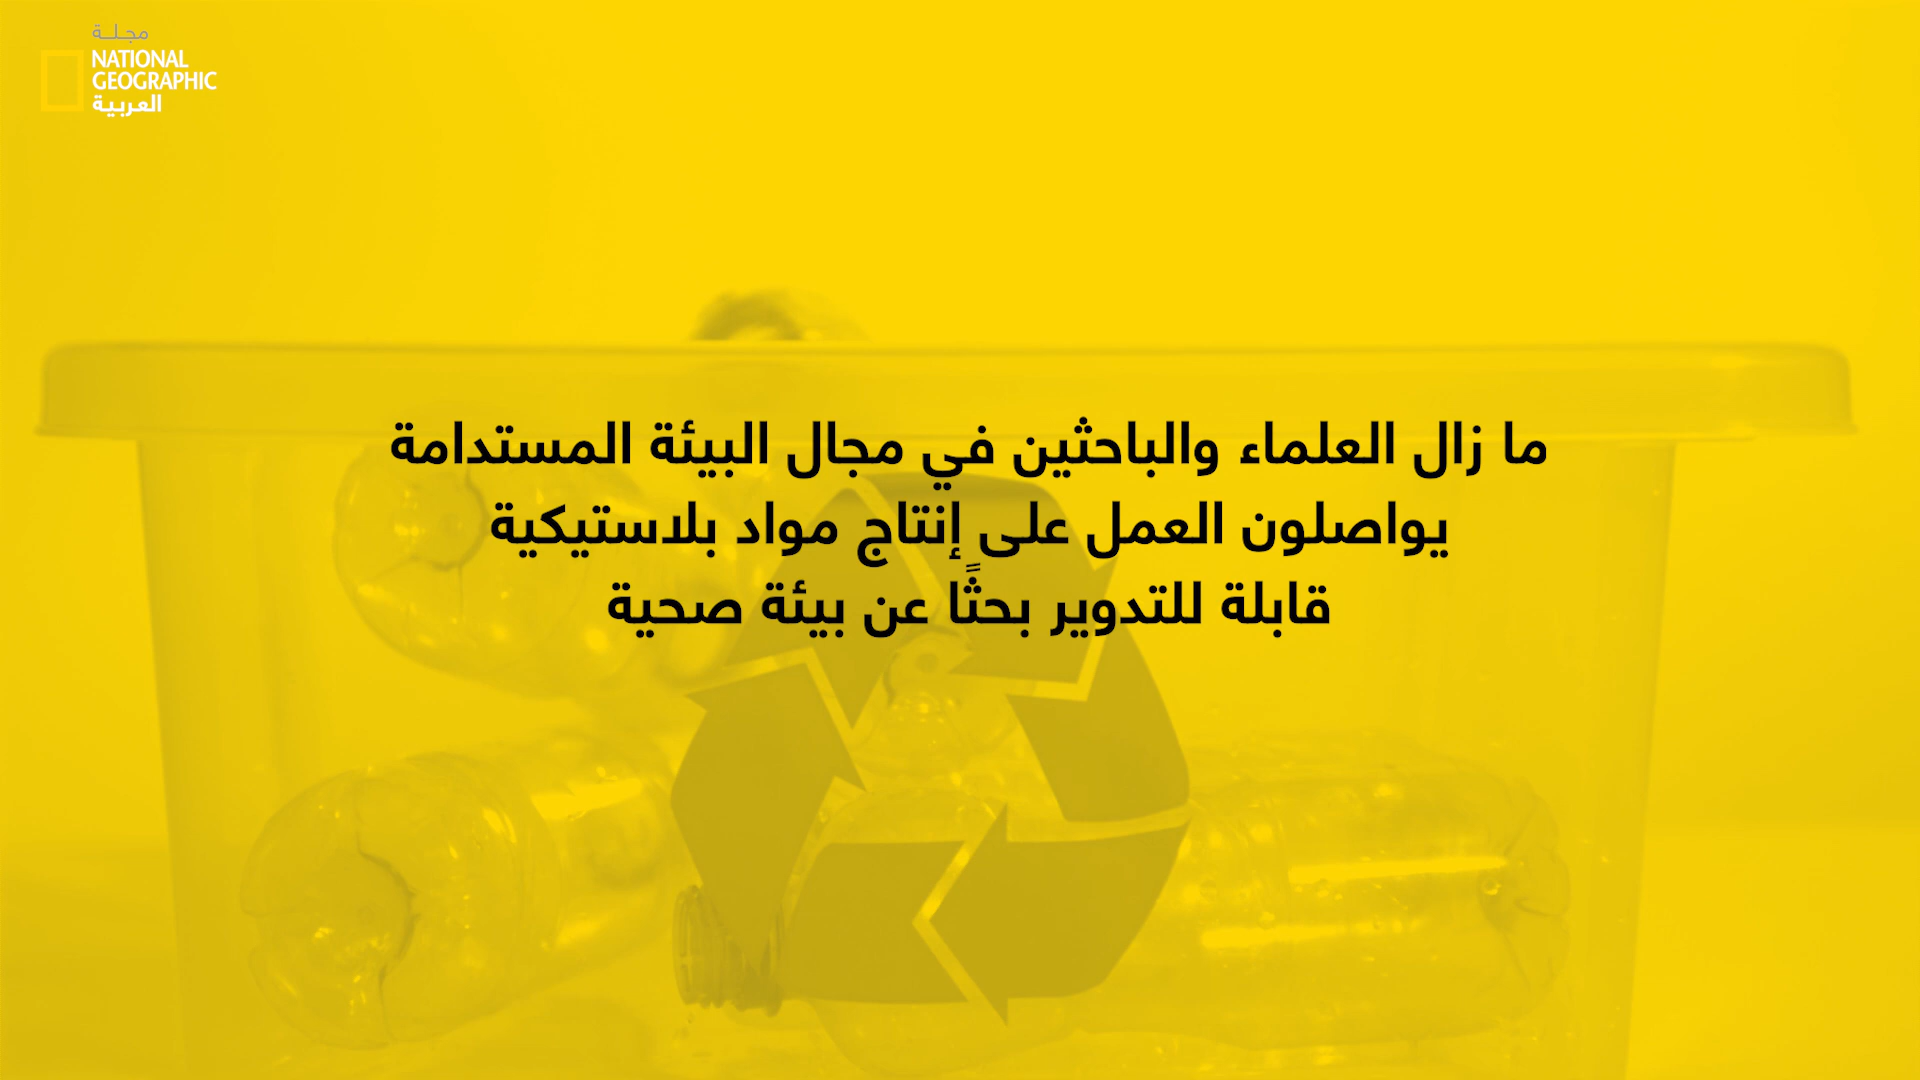 مجلة
NATIONAL
GEOGRAPHIC
العربية
ما زال العلماء والباحثين في مجال البيئة المستدامة
يواصلون العمل على إنتاج مواد بلاستيكية
قابلة للتدوير بحثًا عن بيئة صحية